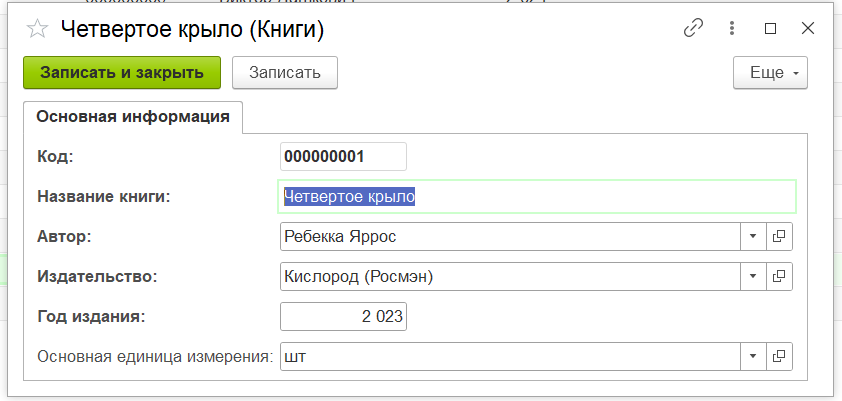 Четвертое крыло (Книги)
Записать и закрыть Записать Еще
Основная информация
Код: 000000001
Название книги: Четвертое крыло
Автор: Ребекка Яррос
Издательство: Кислород (Росмэн)
Год издания: 2 023
Основная единица измерения: шт